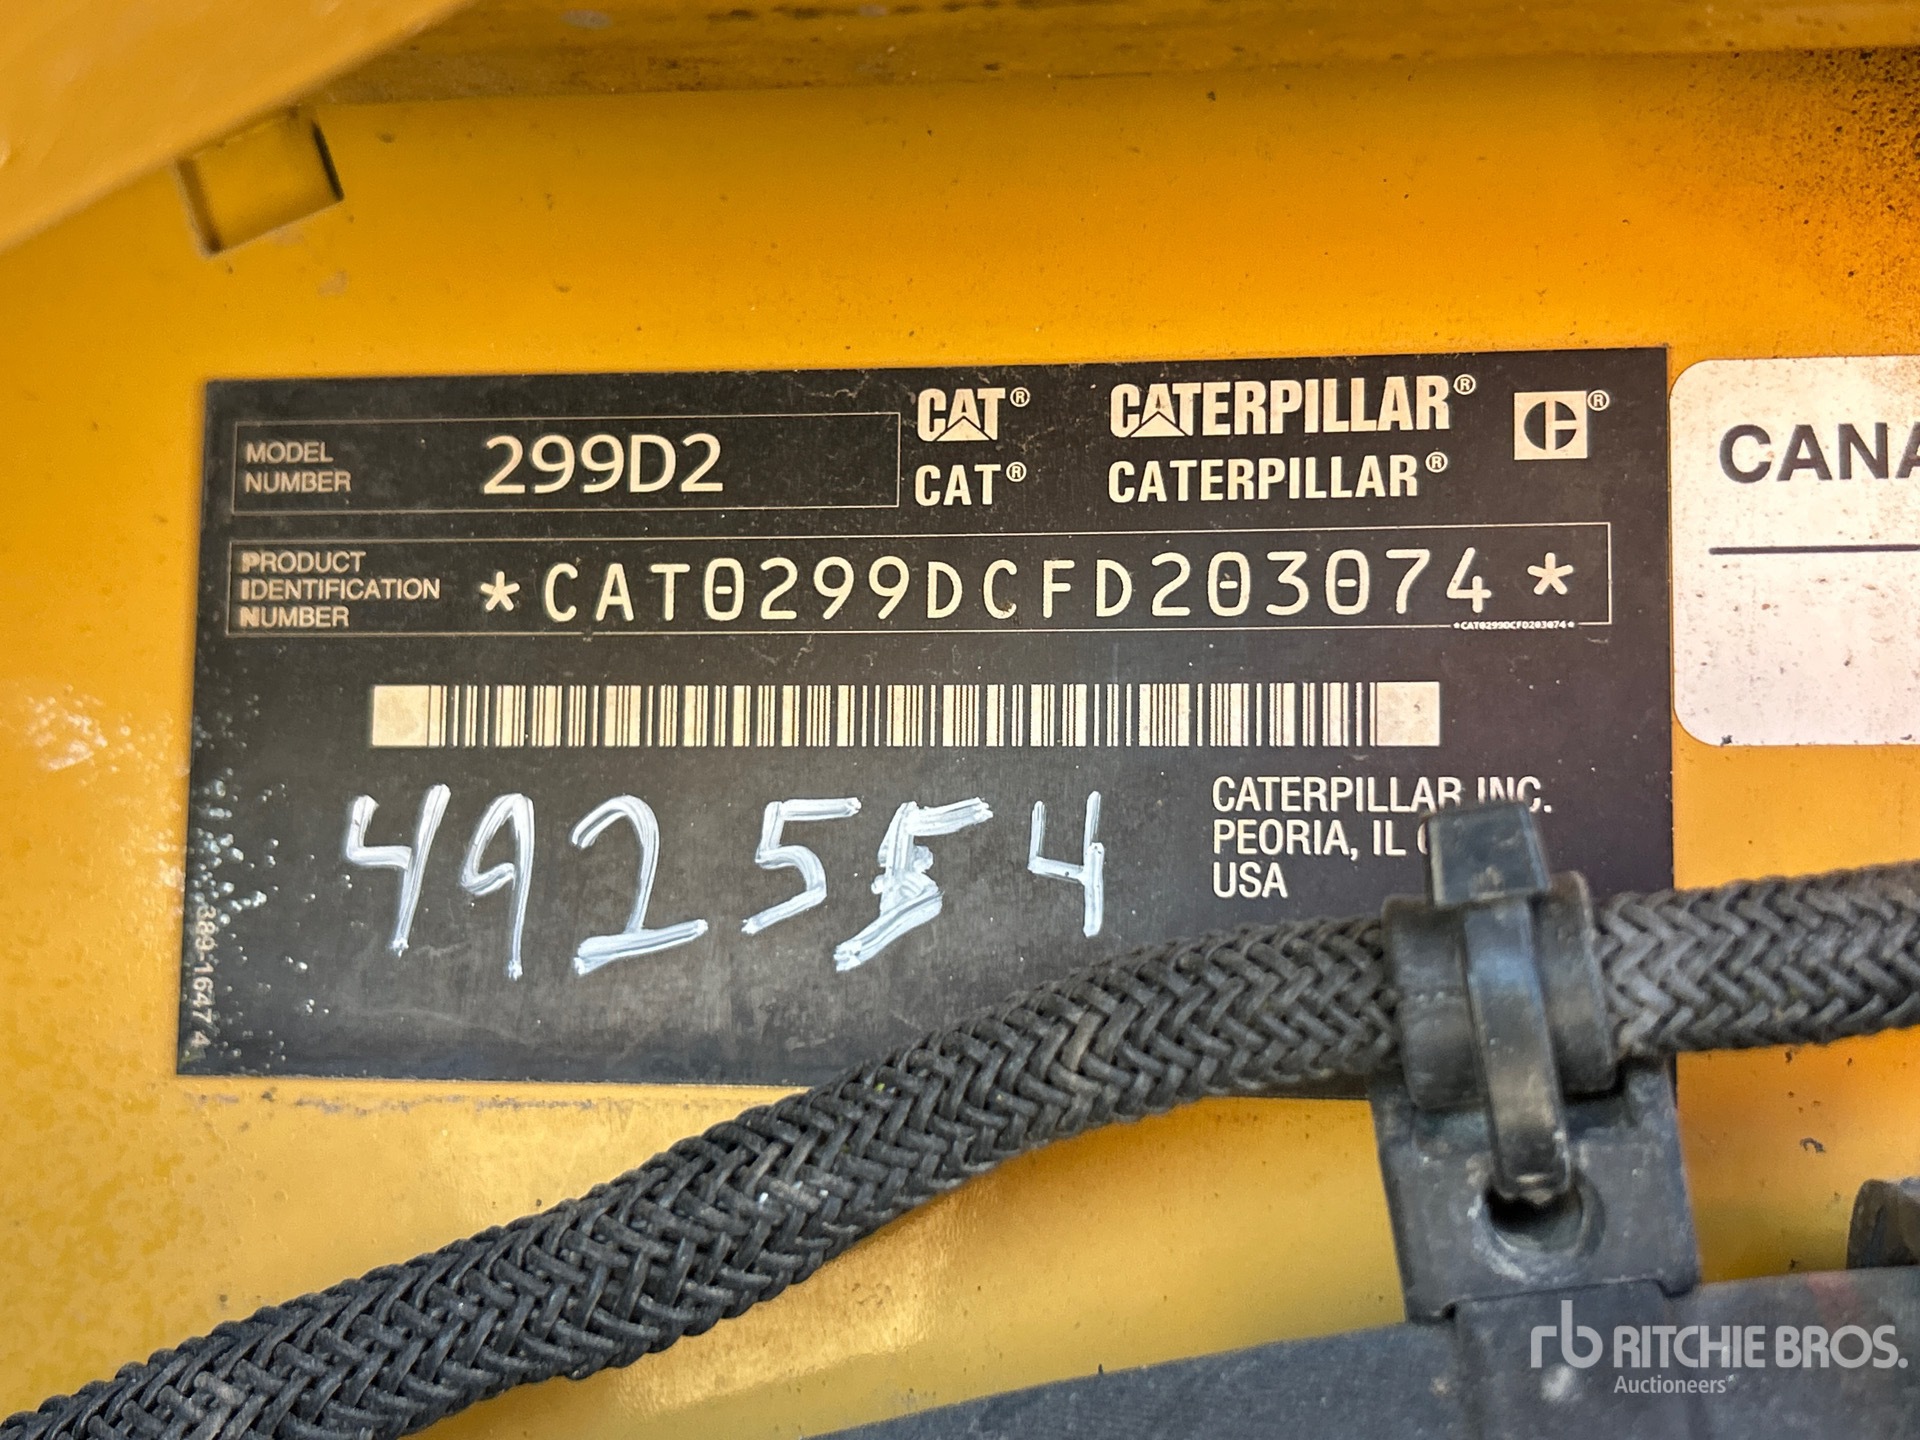 MODEL NUMBER 299D2
CAT® CATERPILLAR® C®
CAT® CATERPILLAR®
PRODUCT IDENTIFICATION NUMBER *CAT0299DCFD203074*
*CAT0299DCFD203074*
492554
CATERPILLAR INC.
PEORIA, IL
USA
389-1647 4
CANA
rb RITCHIE BROS.
Auctioneers